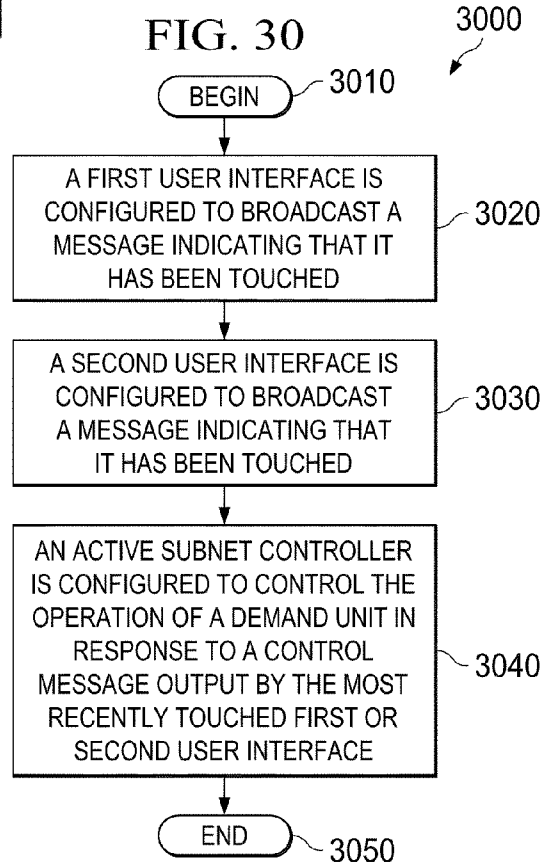 FIG. 30
3000
BEGIN
3010
A FIRST USER INTERFACE IS
CONFIGURED TO BROADCAST A
MESSAGE INDICATING THAT IT
HAS BEEN TOUCHED
3020
A SECOND USER INTERFACE IS
CONFIGURED TO BROADCAST
A MESSAGE INDICATING THAT
IT HAS BEEN TOUCHED
3030
AN ACTIVE SUBNET CONTROLLER
IS CONFIGURED TO CONTROL THE
OPERATION OF A DEMAND UNIT IN
RESPONSE TO A CONTROL
MESSAGE OUTPUT BY THE MOST
RECENTLY TOUCHED FIRST OR
SECOND USER INTERFACE
3040
END
3050